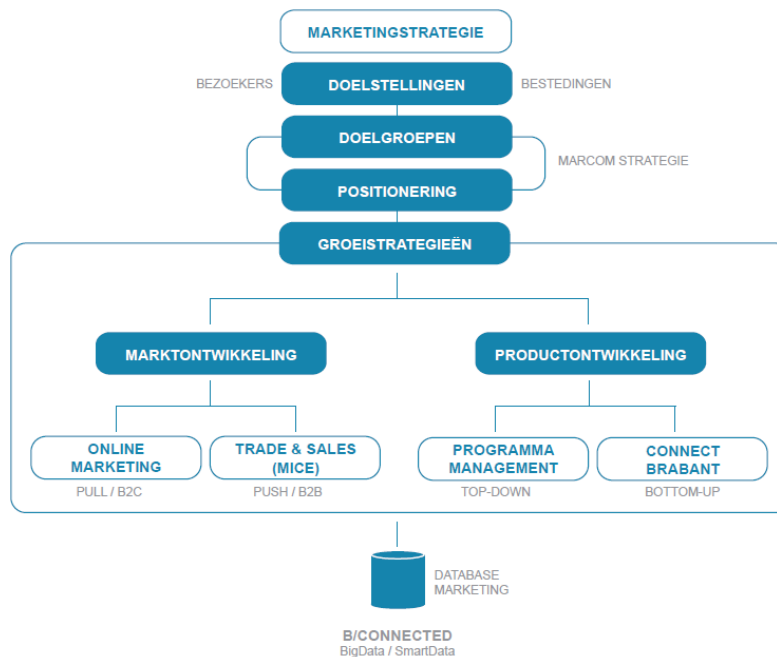 MARKETINGSTRATEGIE
BEZOEKERS
DOELSTELLINGEN
BESTEDINGEN
DOELGROEPEN
MARCOM STRATEGIE
POSITIONERING
GROEISTRATEGIEËN
MARKTONTWIKKELING
PRODUCTONTWIKKELING
ONLINE
MARKETING
PULL / B2C
TRADE & SALES
(MICE)
PUSH / B2B
PROGRAMMA
MANAGEMENT
TOP-DOWN
CONNECT
BRABANT
BOTTOM-UP
DATABASE
MARKETING
B/CONNECTED
BigData / SmartData